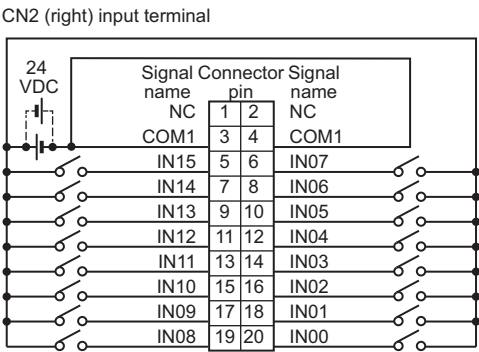 CN2 (right) input terminal
24
VDC
Signal Connector Signal
name pin name
NC 1 2 NC
COM1 3 4 COM1
IN15 5 6 IN07
IN14 7 8 IN06
IN13 9 10 IN05
IN12 11 12 IN04
IN11 13 14 IN03
IN10 15 16 IN02
IN09 17 18 IN01
IN08 19 20 IN00